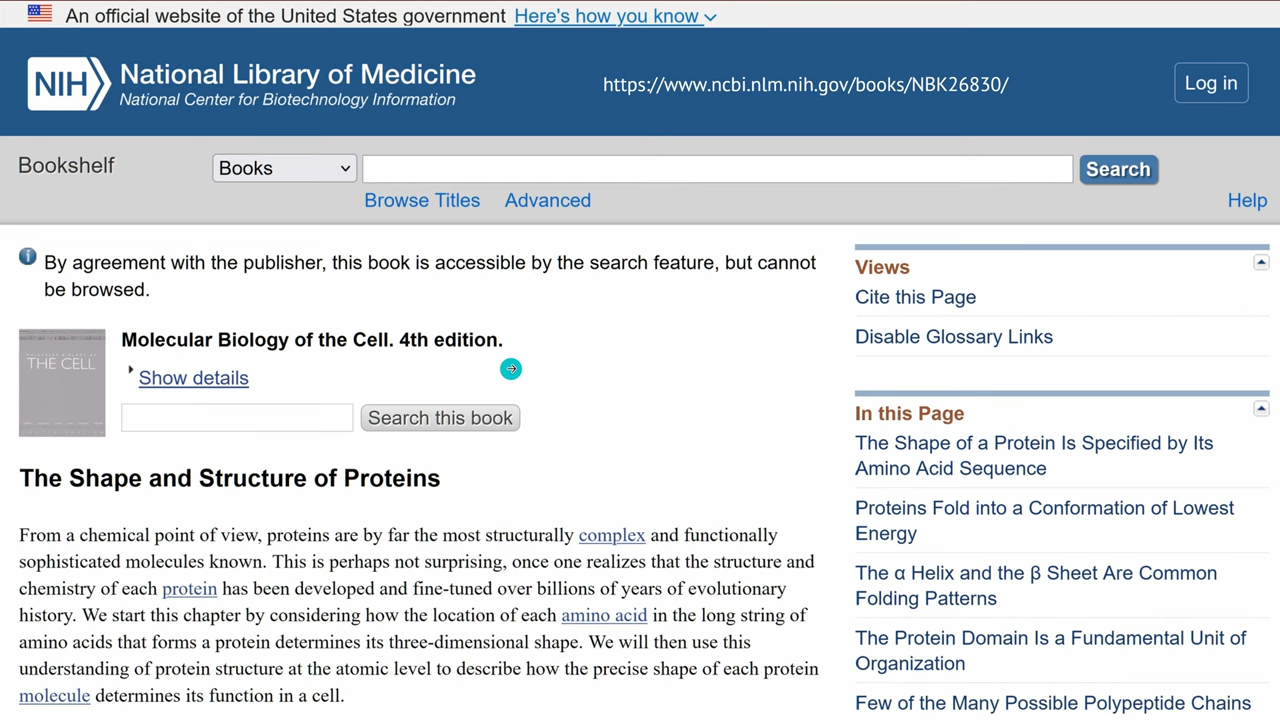 An official website of the United States government Here's how you know
NIH National Library of Medicine
National Center for Biotechnology Information
https://www.ncbi.nlm.nih.gov/books/NBK26830/
Log in
Bookshelf
Books
Search
Browse Titles Advanced
Help
By agreement with the publisher, this book is accessible by the search feature, but cannot
be browsed.
THE CELL
Molecular Biology of the Cell. 4th edition.
Show details
Search this book
The Shape and Structure of Proteins
From a chemical point of view, proteins are by far the most structurally complex and functionally
sophisticated molecules known. This is perhaps not surprising, once one realizes that the structure and
chemistry of each protein has been developed and fine-tuned over billions of years of evolutionary
history. We start this chapter by considering how the location of each amino acid in the long string of
amino acids that forms a protein determines its three-dimensional shape. We will then use this
understanding of protein structure at the atomic level to describe how the precise shape of each protein
molecule determines its function in a cell.
Views
Cite this Page
Disable Glossary Links
In this Page
The Shape of a Protein Is Specified by Its
Amino Acid Sequence
Proteins Fold into a Conformation of Lowest
Energy
The α Helix and the β Sheet Are Common
Folding Patterns
The Protein Domain Is a Fundamental Unit of
Organization
Few of the Many Possible Polypeptide Chains